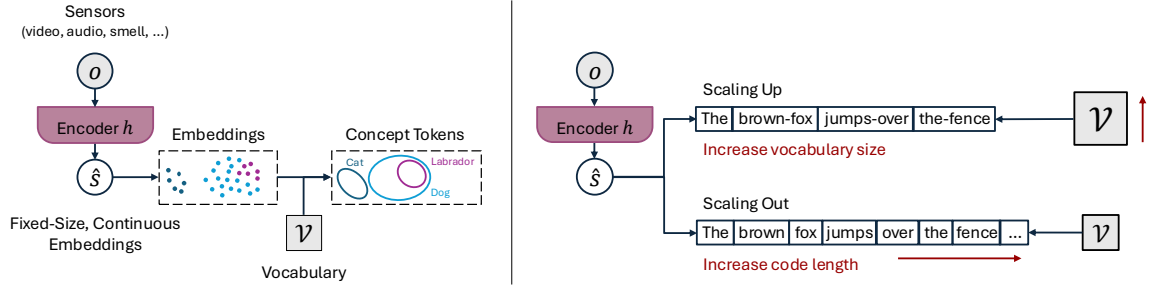 Sensors
(video, audio, smell, ...)
o
Encoder h
ŝ
Fixed-Size, Continuous
Embeddings
Embeddings
𝒱
Vocabulary
Concept Tokens
Cat
Labrador
Dog
o
Encoder h
ŝ
Scaling Up
The brown-fox jumps-over the-fence
Increase vocabulary size
𝒱
Scaling Out
The brown fox jumps over the fence ...
Increase code length
𝒱